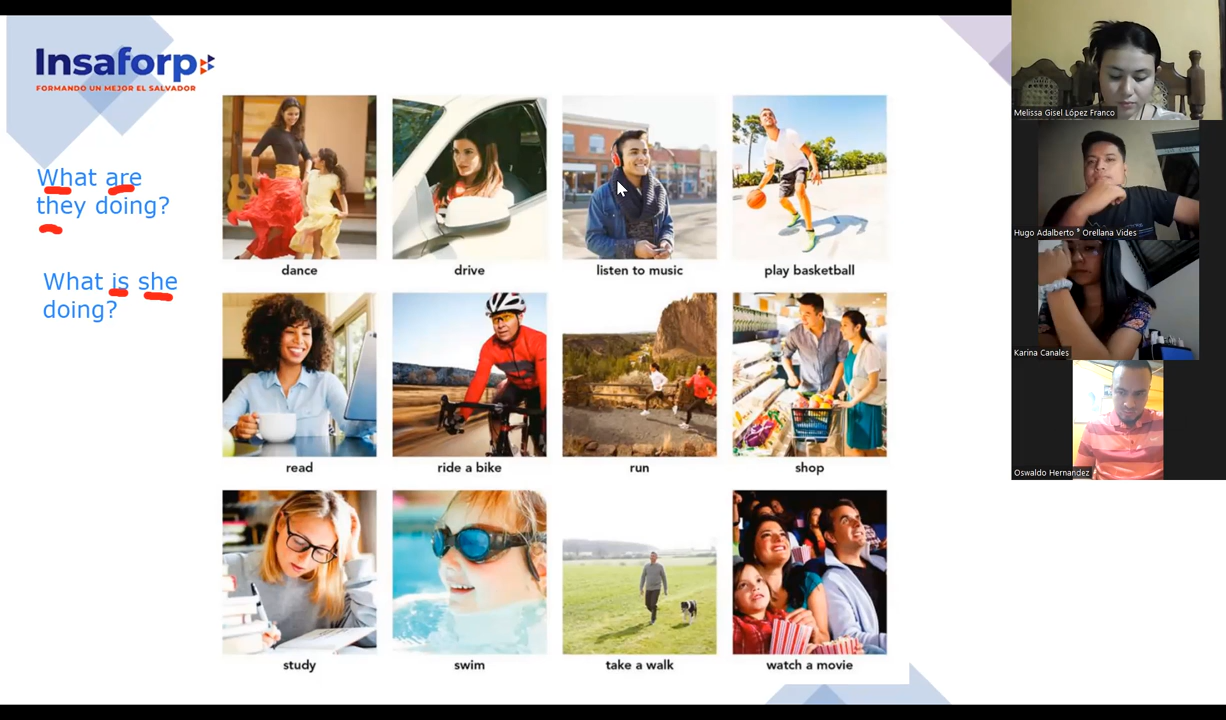 Insaforp
FORMANDO UN MEJOR EL SALVADOR
What are
they doing?
What is she
doing?
dance
drive
listen to music
play basketball
read
ride a bike
run
shop
study
swim
take a walk
watch a movie
Melissa Gisel López Franco
Hugo Adalberto * Orellana Vides
Karina Canales
Oswaldo Hernandez